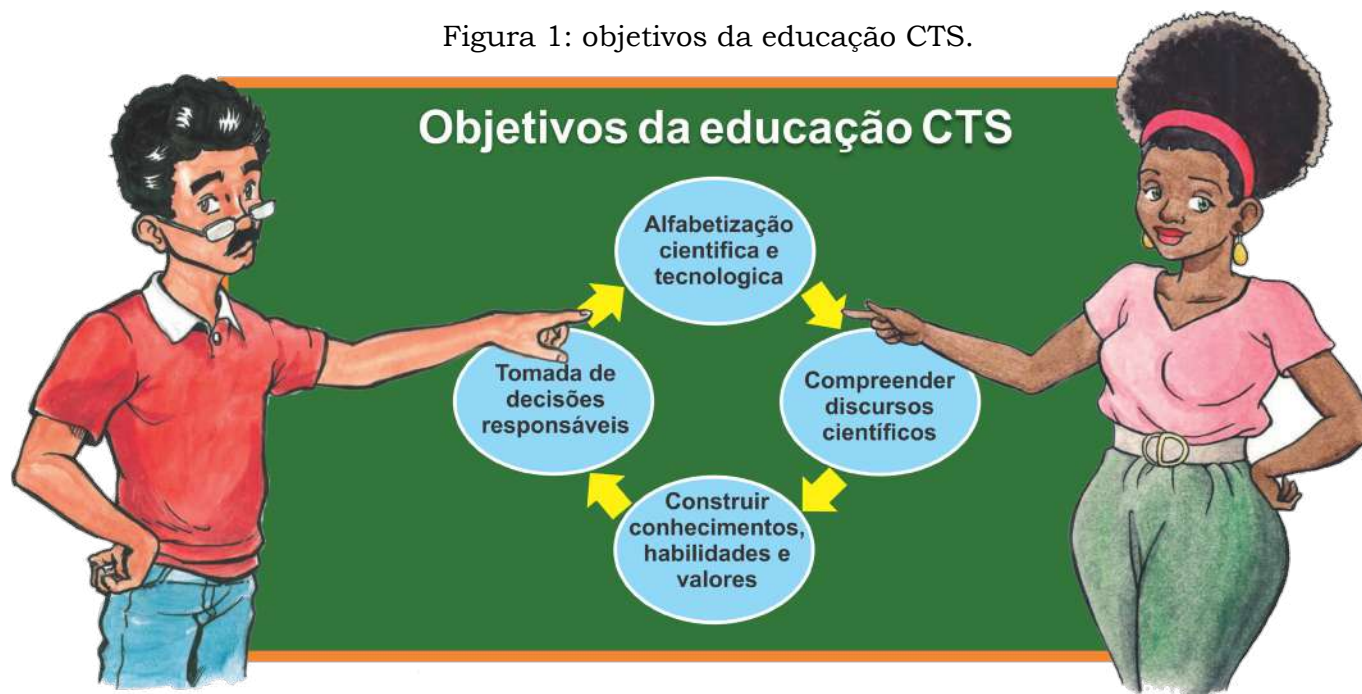 Figura 1: objetivos da educação CTS.
Objetivos da educação CTS
Alfabetização
cientifica e
tecnologica
Compreender
discursos
científicos
Construir
conhecimentos,
habilidades e
valores
Tomada de
decisões
responsáveis